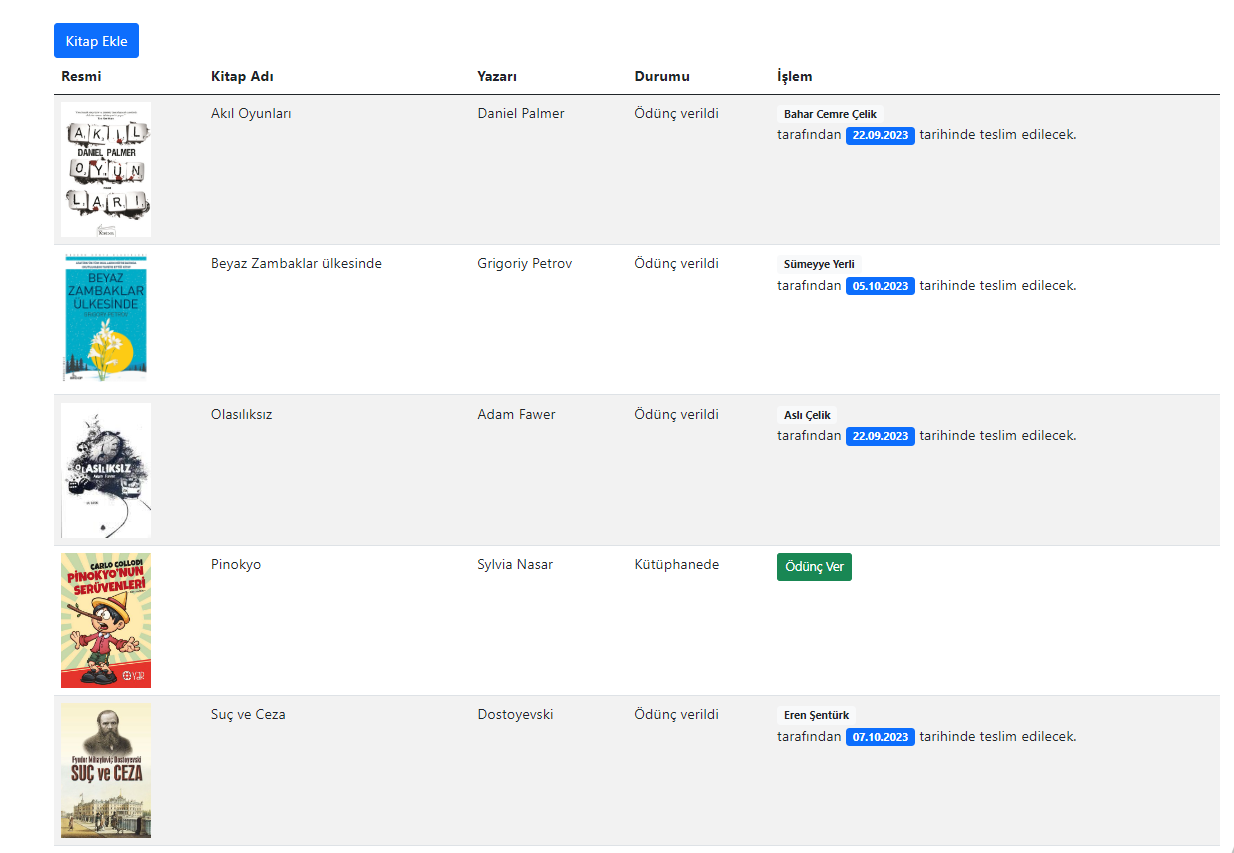 Kitap Ekle
Resmi Kitap Adı Yazarı Durumu İşlem
AKIL
DANIEL PALMER
OYUN
LARI
Akıl Oyunları Daniel Palmer Ödünç verildi Bahar Cemre Çelik
tarafından 22.09.2023 tarihinde teslim edilecek.
BEYAZ
ZAMBAKLAR
ÜLKESİNDE
Beyaz Zambaklar ülkesinde Grigoriy Petrov Ödünç verildi Sümeyye Yerli
tarafından 05.10.2023 tarihinde teslim edilecek.
OLASILIKSIZ
Adam Fawer
Olasılıksız Adam Fawer Ödünç verildi Aslı Çelik
tarafından 22.09.2023 tarihinde teslim edilecek.
CARLO COLLODI
PİNOKYO'NUN
SERÜVENLERİ
Pinokyo Sylvia Nasar Kütüphanede Ödünç Ver
Fyodor Mihayloviç Dostoyevski
SUÇ ve CEZA
Suç ve Ceza Dostoyevski Ödünç verildi Eren Şentürk
tarafından 07.10.2023 tarihinde teslim edilecek.